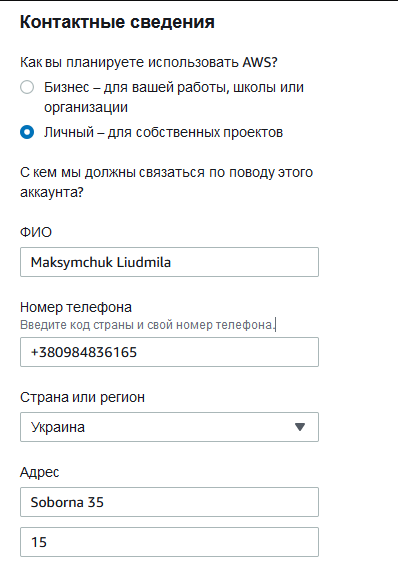 Контактные сведения
Как вы планируете использовать AWS?
Бизнес – для вашей работы, школы или
организации
Личный – для собственных проектов
С кем мы должны связаться по поводу этого
аккаунта?
ФИО
Maksymchuk Liudmila
Номер телефона
Введите код страны и свой номер телефона.
+380984836165
Страна или регион
Украина
Адрес
Soborna 35
15